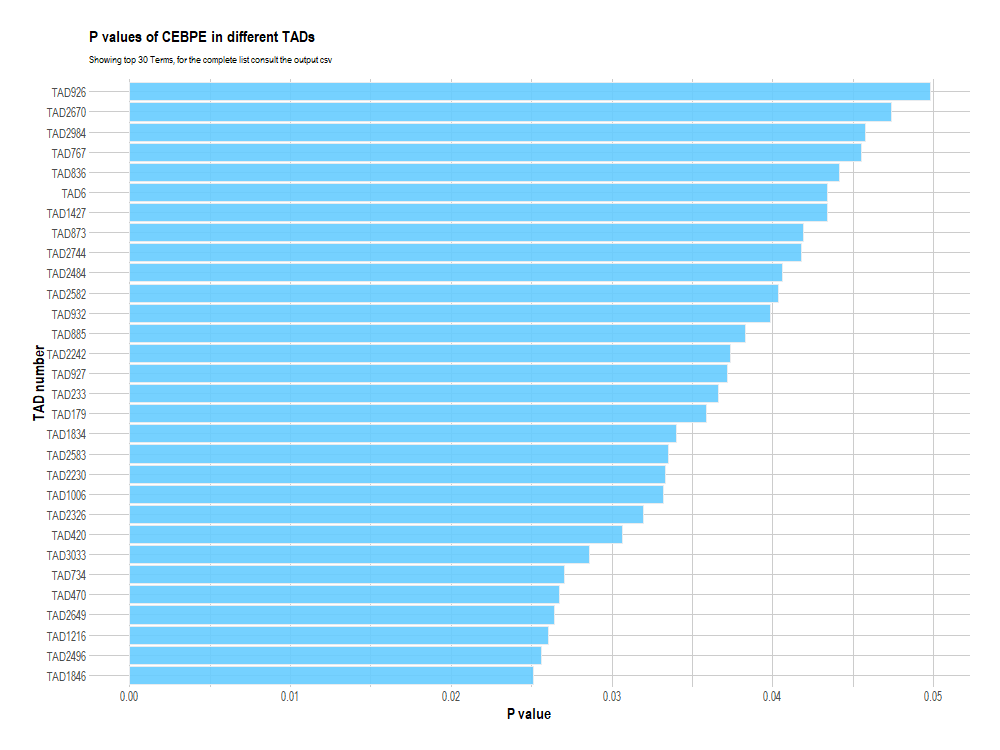 P values of CEBPE in different TADs
Showing top 30 Terms, for the complete list consult the output csv
TAD926
TAD2670
TAD2984
TAD767
TAD836
TAD6
TAD1427
TAD873
TAD2744
TAD2484
TAD2582
TAD932
TAD885
TAD2242
TAD927
TAD233
TAD179
TAD1834
TAD2583
TAD2230
TAD1006
TAD2326
TAD420
TAD3033
TAD734
TAD470
TAD2649
TAD1216
TAD2496
TAD1846
TAD number
0.00 0.01 0.02 0.03 0.04 0.05
P value